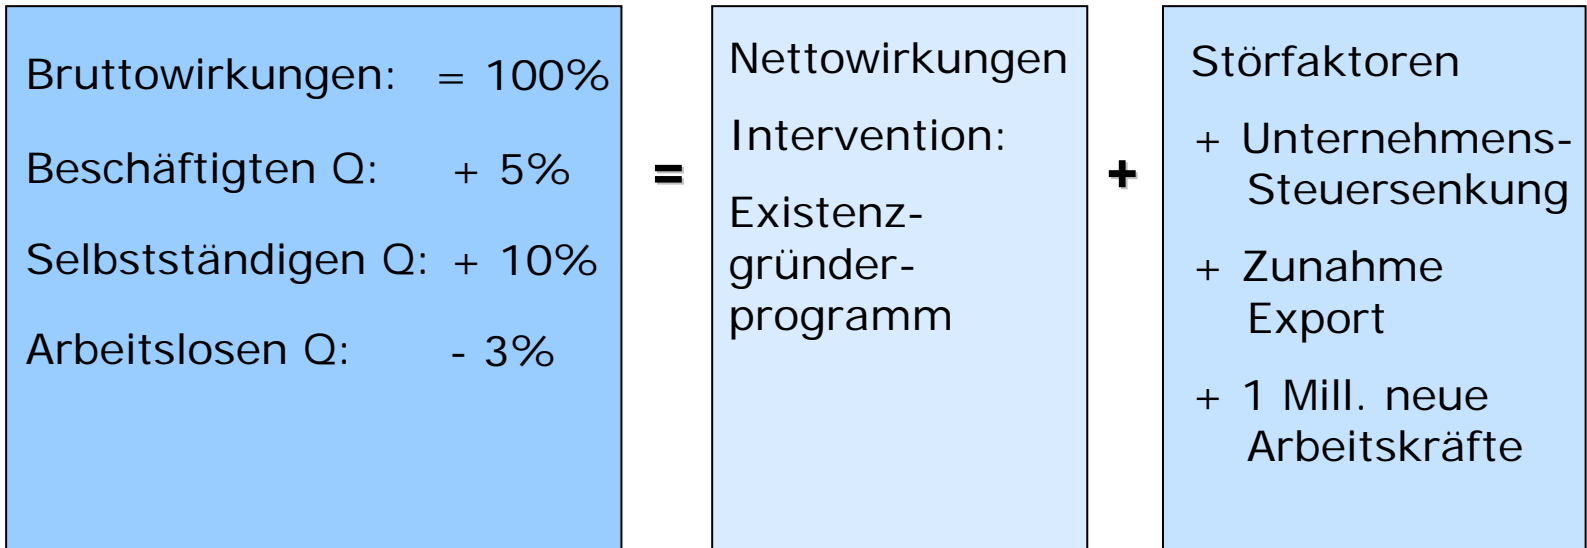 Bruttowirkungen: = 100%
Beschäftigten Q: + 5%
Selbstständigen Q: + 10%
Arbeitslosen Q: - 3%
=
Nettowirkungen
Intervention:
Existenz-
gründer-
programm
+
Störfaktoren
+ Unternehmens-
Steuersenkung
+ Zunahme
Export
+ 1 Mill. neue
Arbeitskräfte